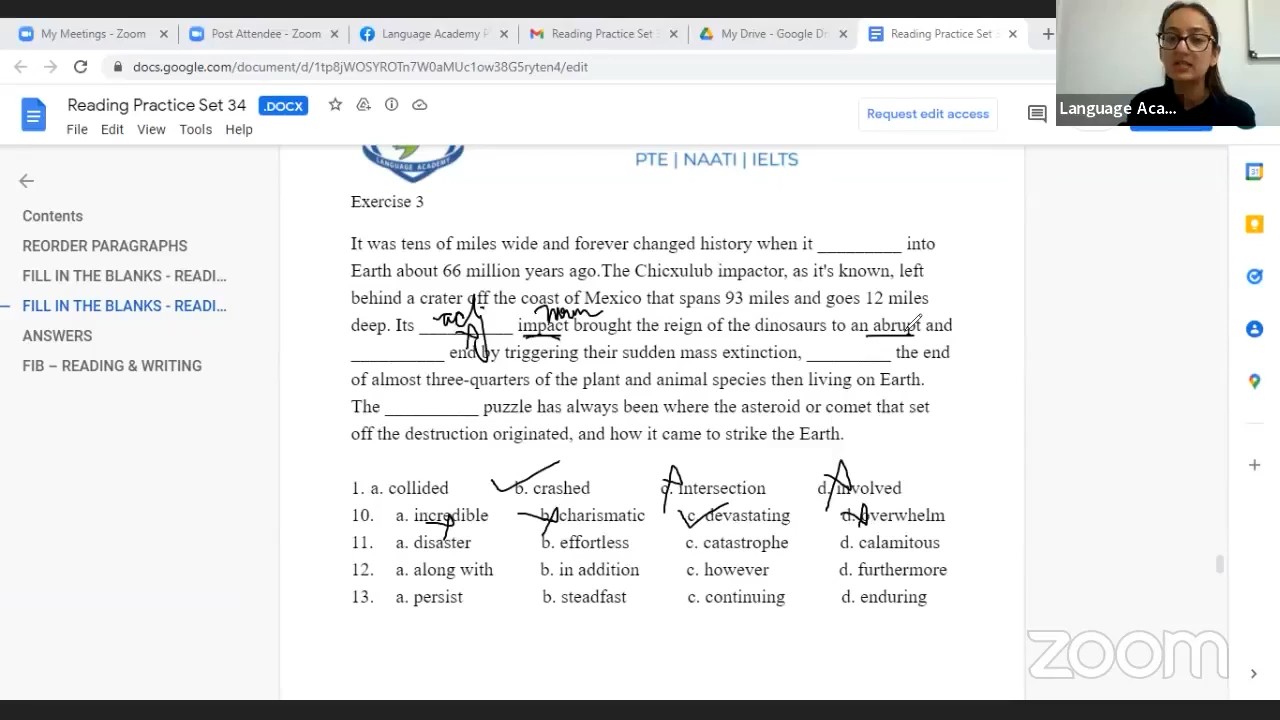 My Meetings - Zoom
Post Attendee - Zoom
Language Academy P
Reading Practice Set 3
My Drive - Google Dr
Reading Practice Set 3
docs.google.com/document/d/1tp8jWOSYROTn7W0aMUc1ow38G5ryten4/edit
Reading Practice Set 34 .DOCX
Request edit access
Language Aca...
File Edit View Tools Help
LANGUAGE ACADEMY
PTE | NAATI | IELTS
Contents
REORDER PARAGRAPHS
FILL IN THE BLANKS - READI...
FILL IN THE BLANKS - READI...
ANSWERS
FIB – READING & WRITING
Exercise 3
It was tens of miles wide and forever changed history when it _________ into
Earth about 66 million years ago.The Chicxulub impactor, as it's known, left
behind a crater off the coast of Mexico that spans 93 miles and goes 12 miles
adj. noun
deep. Its __________ impact brought the reign of the dinosaurs to an abrupt and
__________ end by triggering their sudden mass extinction, _________ the end
of almost three-quarters of the plant and animal species then living on Earth.
The __________ puzzle has always been where the asteroid or comet that set
off the destruction originated, and how it came to strike the Earth.
1. a. collided b. crashed c. Intersection d. involved
10. a. incredible b. charismatic c. devastating d. overwhelm
11. a. disaster b. effortless c. catastrophe d. calamitous
12. a. along with b. in addition c. however d. furthermore
13. a. persist b. steadfast c. continuing d. enduring
zoom